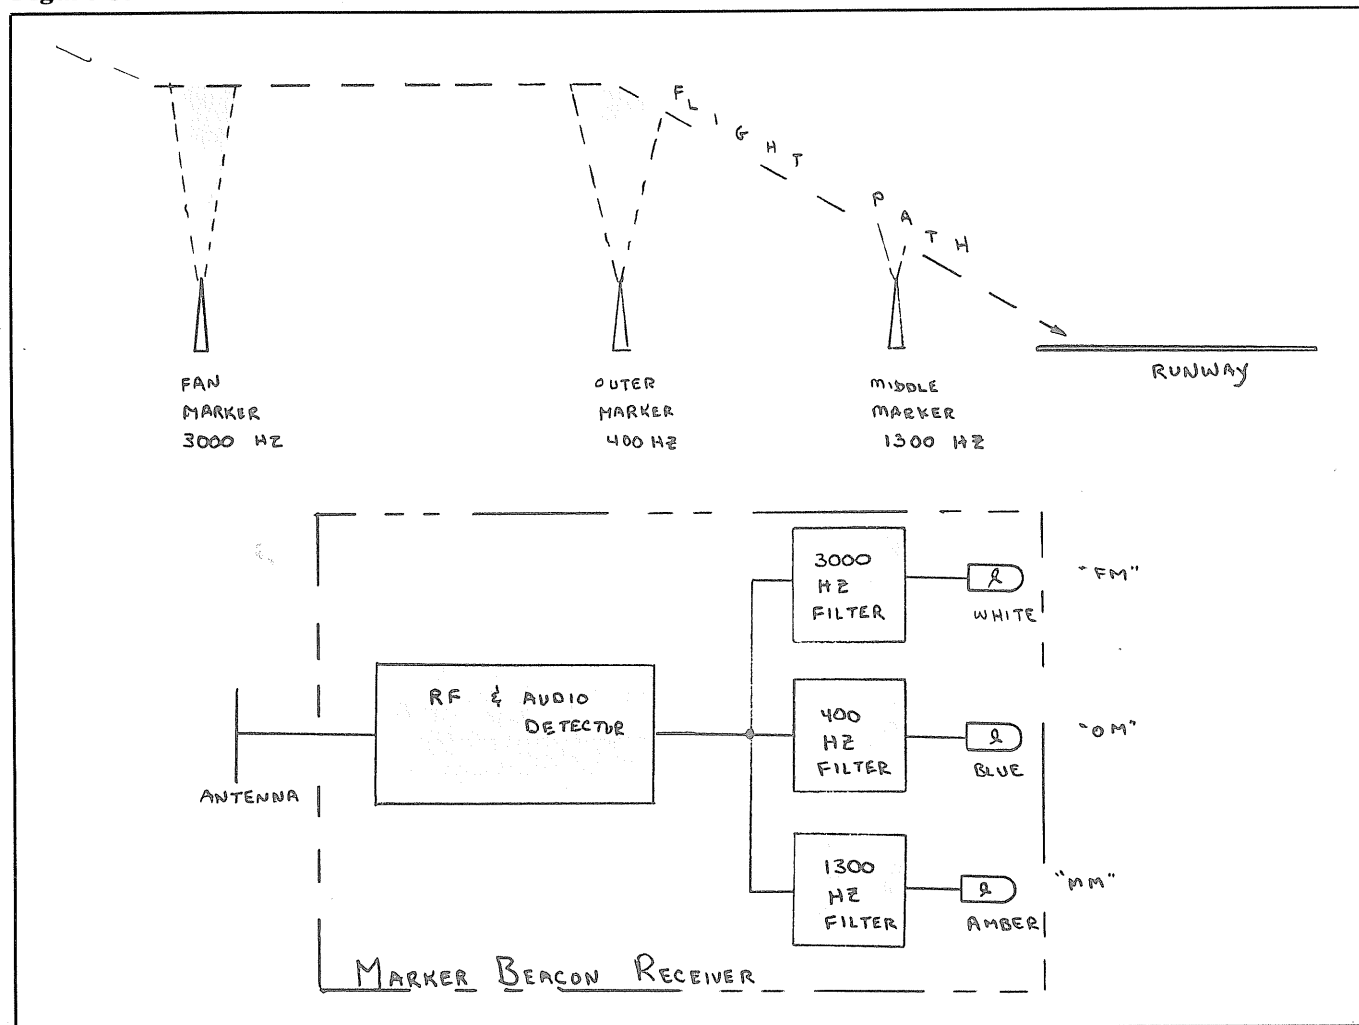 FLIGHT
PATH
RUNWAY
FAN
MARKER
3000 HZ
OUTER
MARKER
400 HZ
MIDDLE
MARKER
1300 HZ
3000
HZ
FILTER
WHITE
"FM"
RF & AUDIO
DETECTOR
400
HZ
FILTER
BLUE
"OM"
ANTENNA
1300
HZ
FILTER
AMBER
"MM"
MARKER BEACON RECEIVER